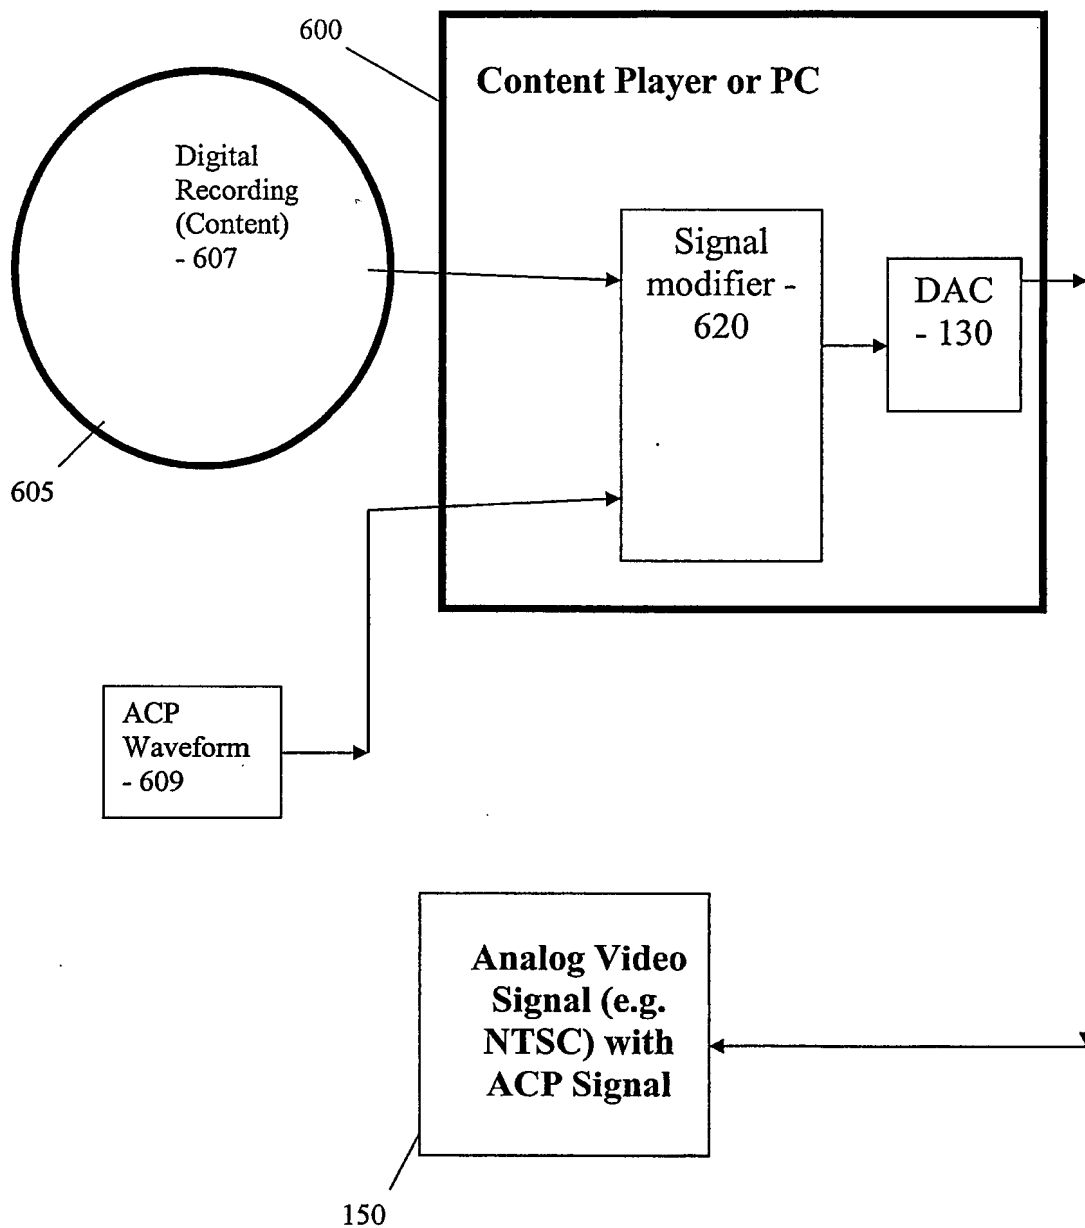 600
Content Player or PC
Digital
Recording
(Content)
- 607
Signal
modifier -
620
DAC
- 130
605
ACP
Waveform
- 609
Analog Video
Signal (e.g.
NTSC) with
ACP Signal
150